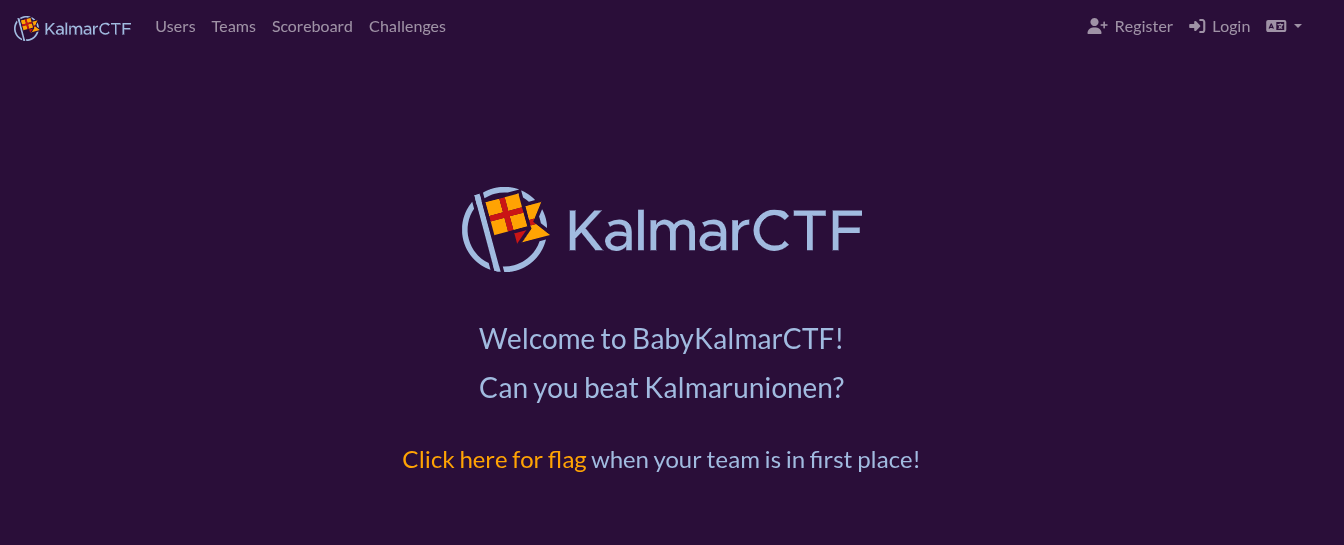 KalmarCTF Users Teams Scoreboard Challenges Register Login
KalmarCTF
Welcome to BabyKalmarCTF!
Can you beat Kalmarunionen?
Click here for flag when your team is in first place!